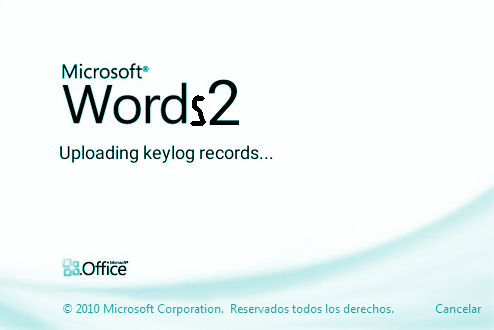 Microsoft®
Words2
Uploading keylog records...
Microsoft®
Office
© 2010 Microsoft Corporation. Reservados todos los derechos. Cancelar